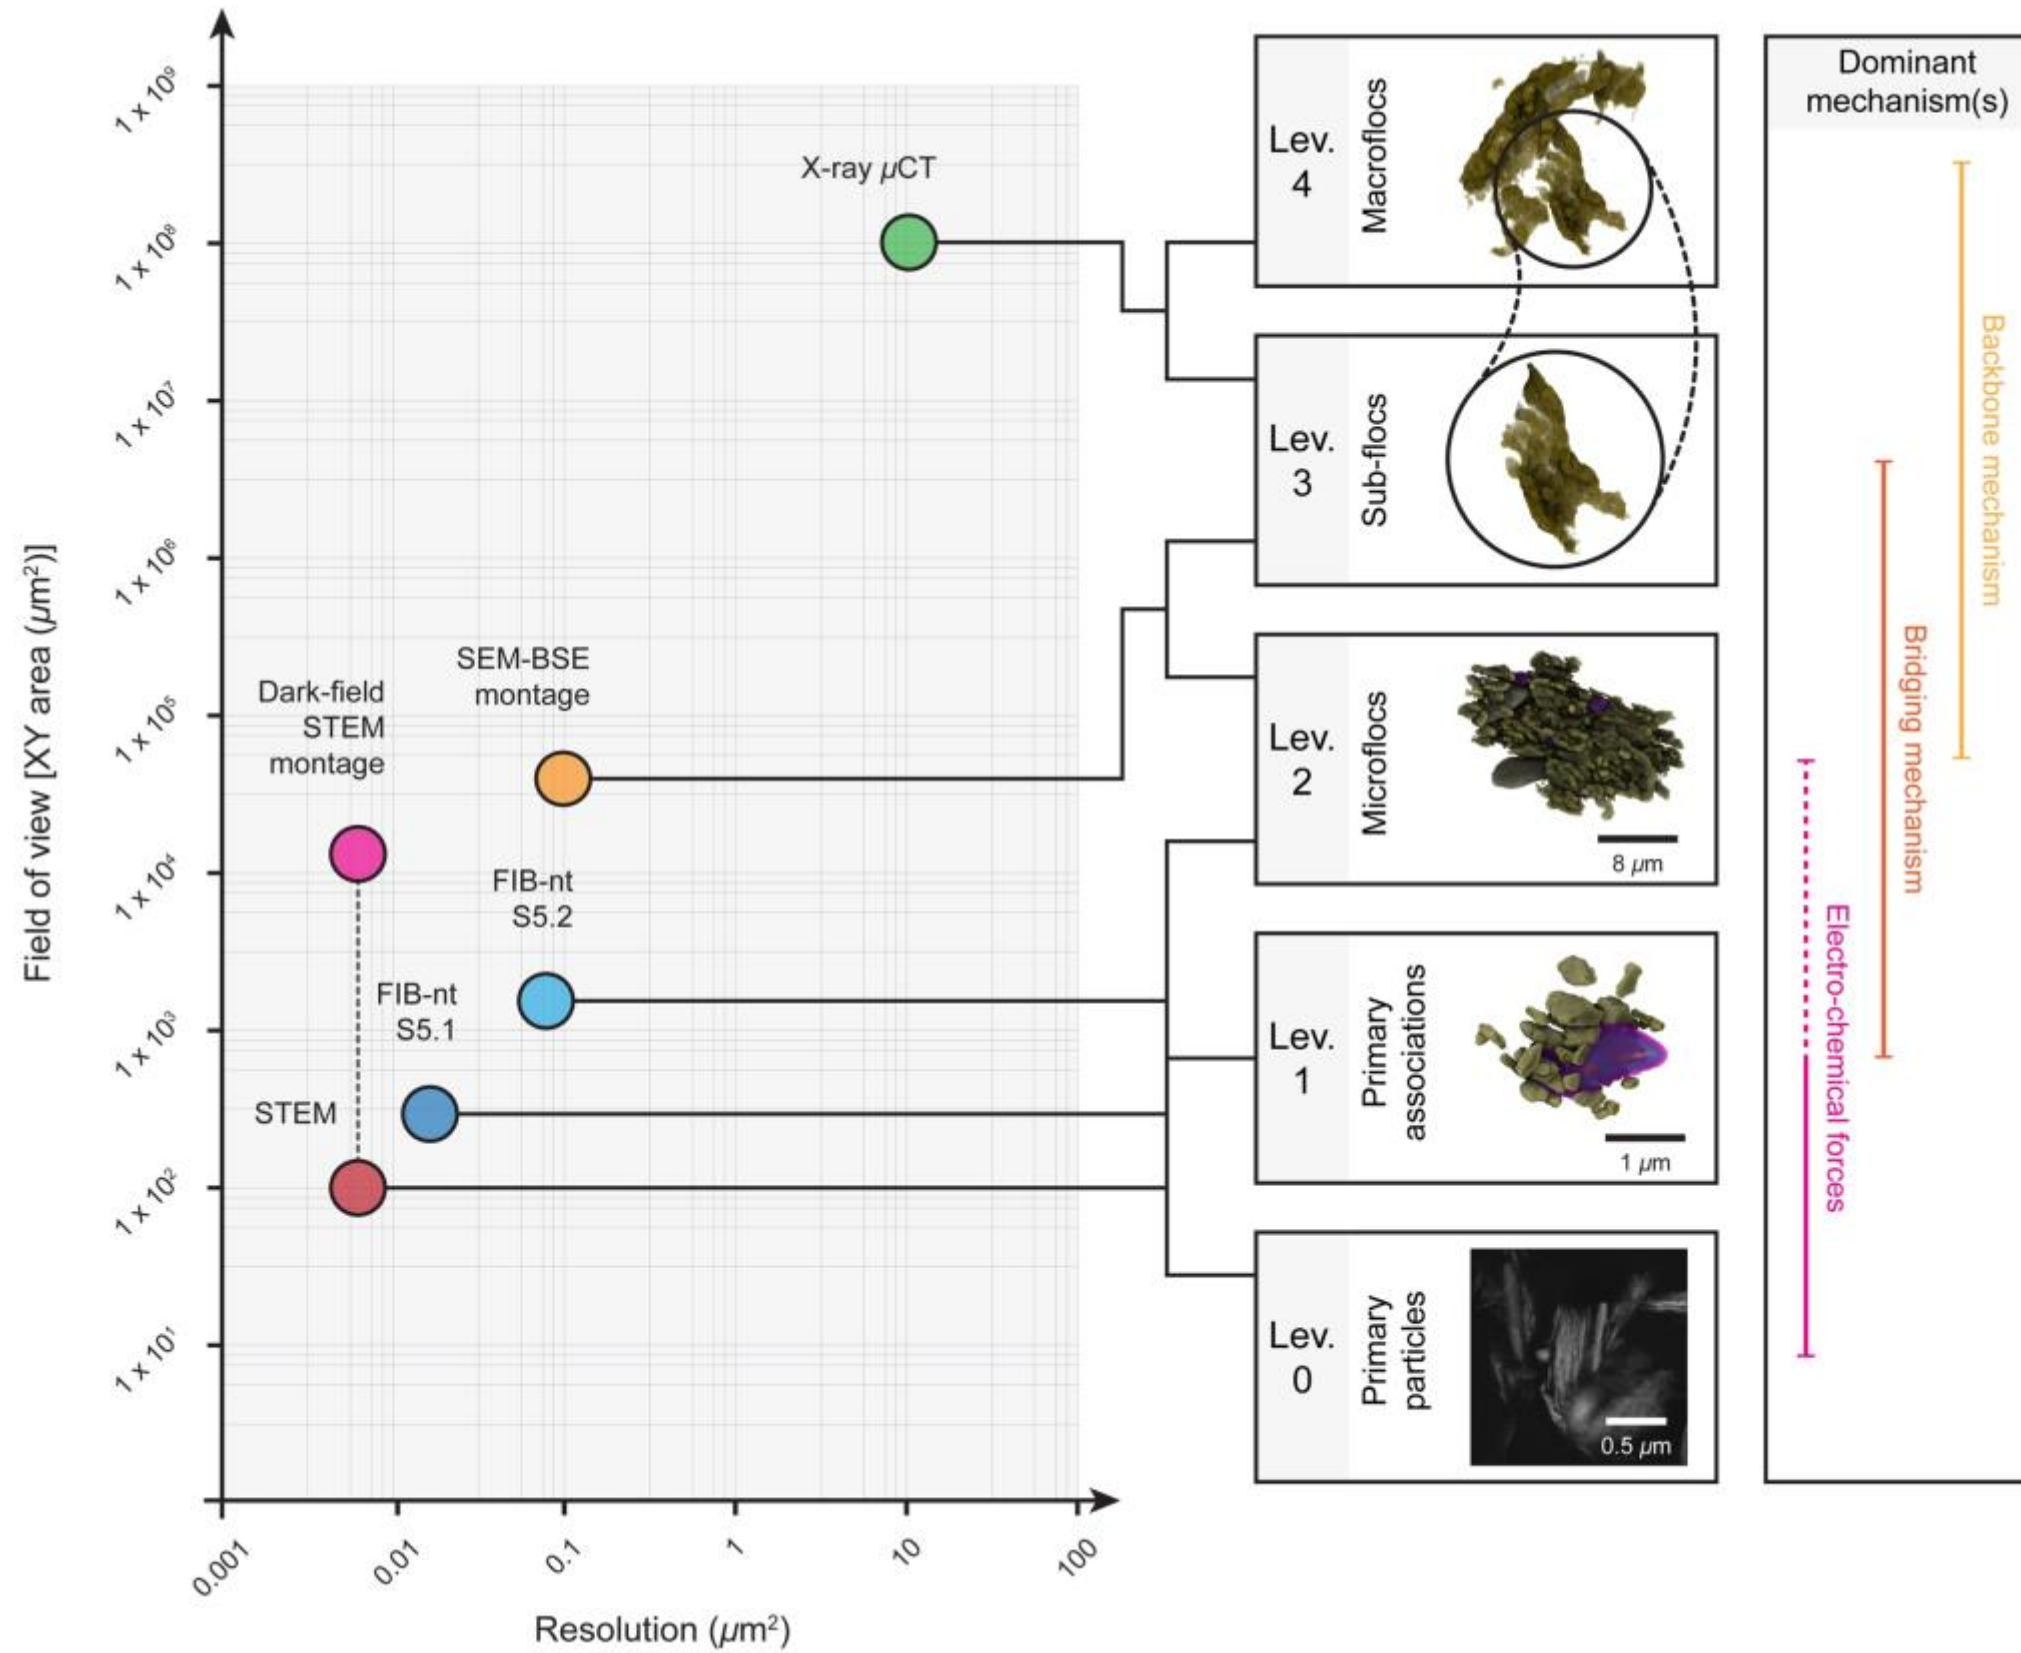 Field of view [XY area (µm²)]
1 x 10⁹
1 x 10⁸
1 x 10⁷
1 x 10⁶
1 x 10⁵
1 x 10⁴
1 x 10³
1 x 10²
1 x 10¹
X-ray µCT
SEM-BSE
montage
Dark-field
STEM
montage
FIB-nt
S5.2
FIB-nt
S5.1
STEM
0.001
0.01
0.1
1
10
100
Resolution (µm²)
Lev.
4
Macroflocs
Lev.
3
Sub-flocs
Lev.
2
Microflocs
8 µm
Lev.
1
Primary
associations
1 µm
Lev.
0
Primary
particles
0.5 µm
Dominant
mechanism(s)
Backbone mechanism
Bridging mechanism
Electro-chemical forces